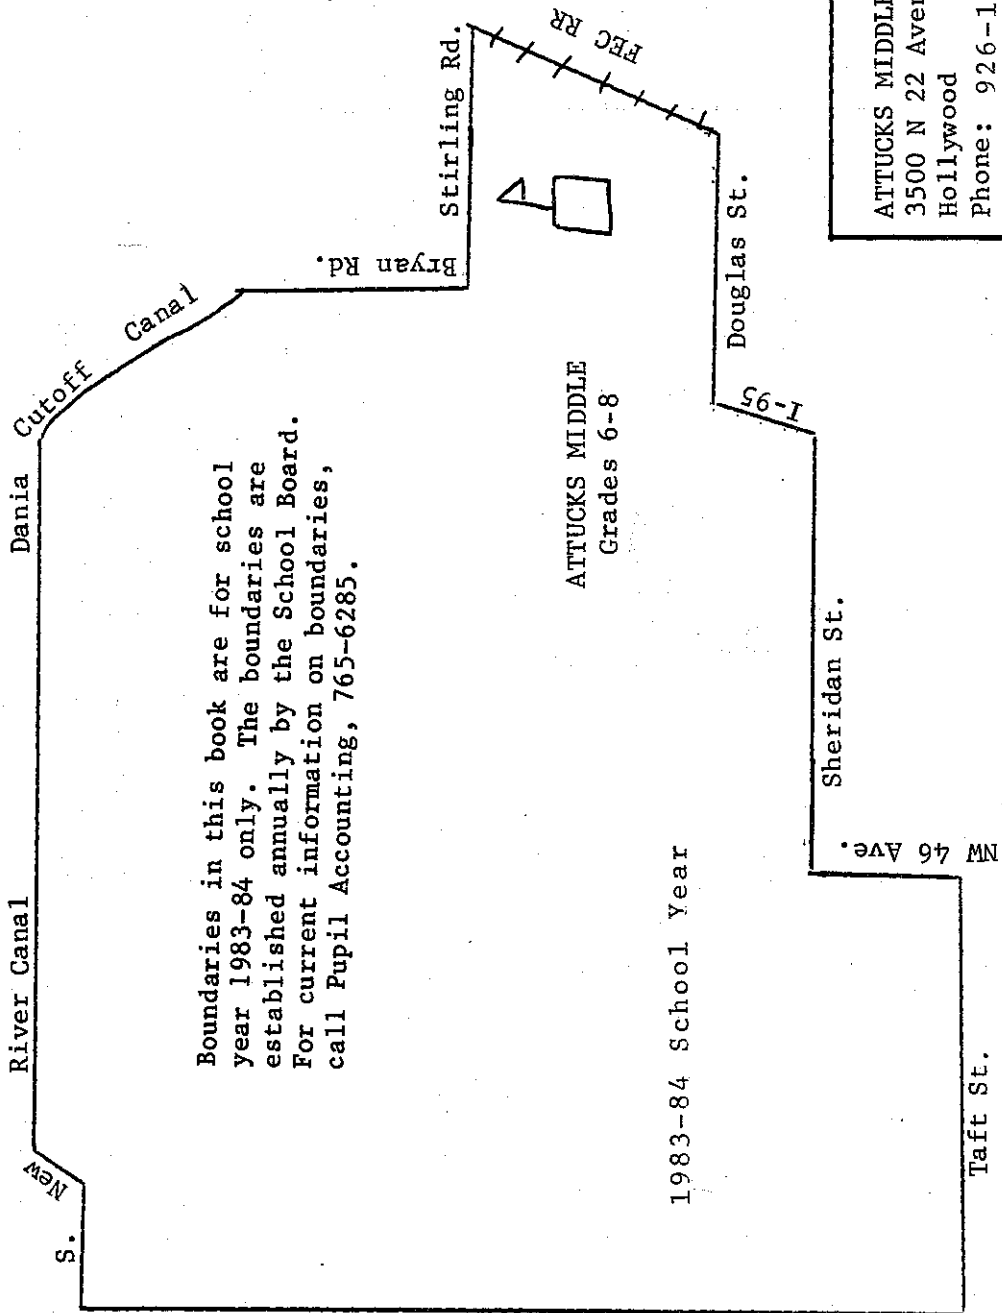 S. New River Canal
Dania Cutoff Canal
Bryan Rd.
Stirling Rd.
FEC RR
Boundaries in this book are for school
year 1983-84 only. The boundaries are
established annually by the School Board.
For current information on boundaries,
call Pupil Accounting, 765-6285.
ATTUCKS MIDDLE
Grades 6-8
Douglas St.
I-95
1983-84 School Year
Sheridan St.
NW 46 Ave.
Taft St.
ATTUCKS MIDDLE
3500 N 22 Aver
Hollywood
Phone: 926-1